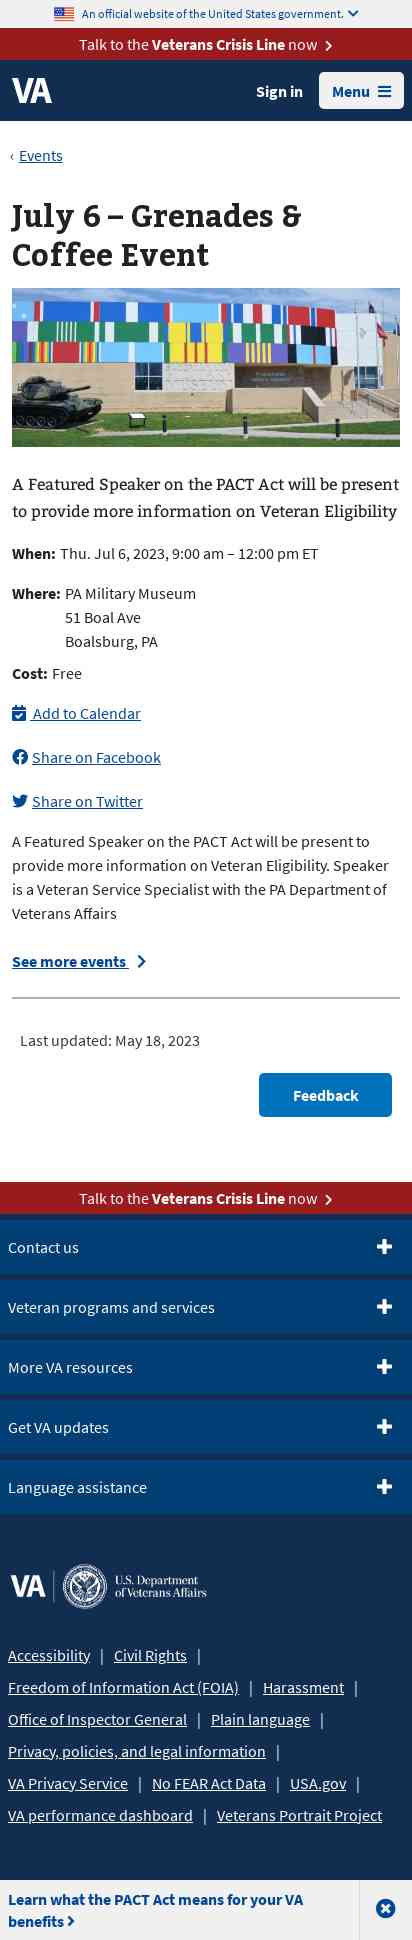 An official website of the United States government.
Talk to the Veterans Crisis Line now
VA
Sign in
Menu
‹ Events
July 6 – Grenades &
Coffee Event
A Featured Speaker on the PACT Act will be present
to provide more information on Veteran Eligibility
When: Thu. Jul 6, 2023, 9:00 am – 12:00 pm ET
Where: PA Military Museum
51 Boal Ave
Boalsburg, PA
Cost: Free
Add to Calendar
Share on Facebook
Share on Twitter
A Featured Speaker on the PACT Act will be present to
provide more information on Veteran Eligibility. Speaker
is a Veteran Service Specialist with the PA Department of
Veterans Affairs
See more events
Last updated: May 18, 2023
Feedback
Talk to the Veterans Crisis Line now
Contact us
Veteran programs and services
More VA resources
Get VA updates
Language assistance
VA
U.S. Department
of Veterans Affairs
Accessibility | Civil Rights |
Freedom of Information Act (FOIA) | Harassment |
Office of Inspector General | Plain language |
Privacy, policies, and legal information |
VA Privacy Service | No FEAR Act Data | USA.gov |
VA performance dashboard | Veterans Portrait Project
Learn what the PACT Act means for your VA
benefits